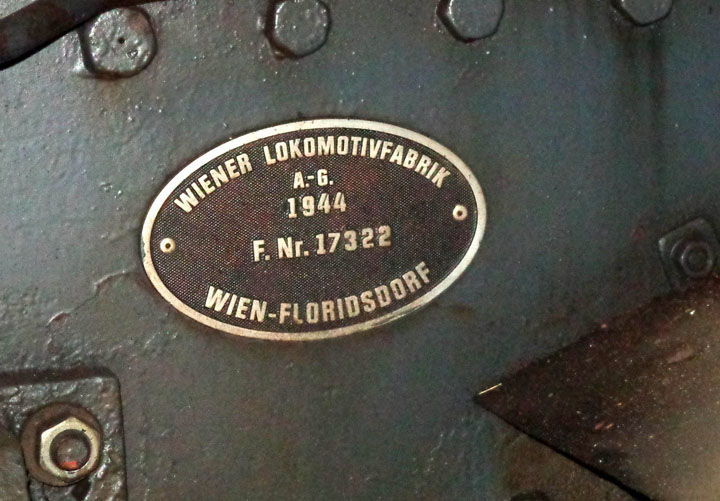 WIENER LOKOMOTIVFABRIK
A.-G.
1944
F. Nr. 17322
WIEN-FLORIDSDORF